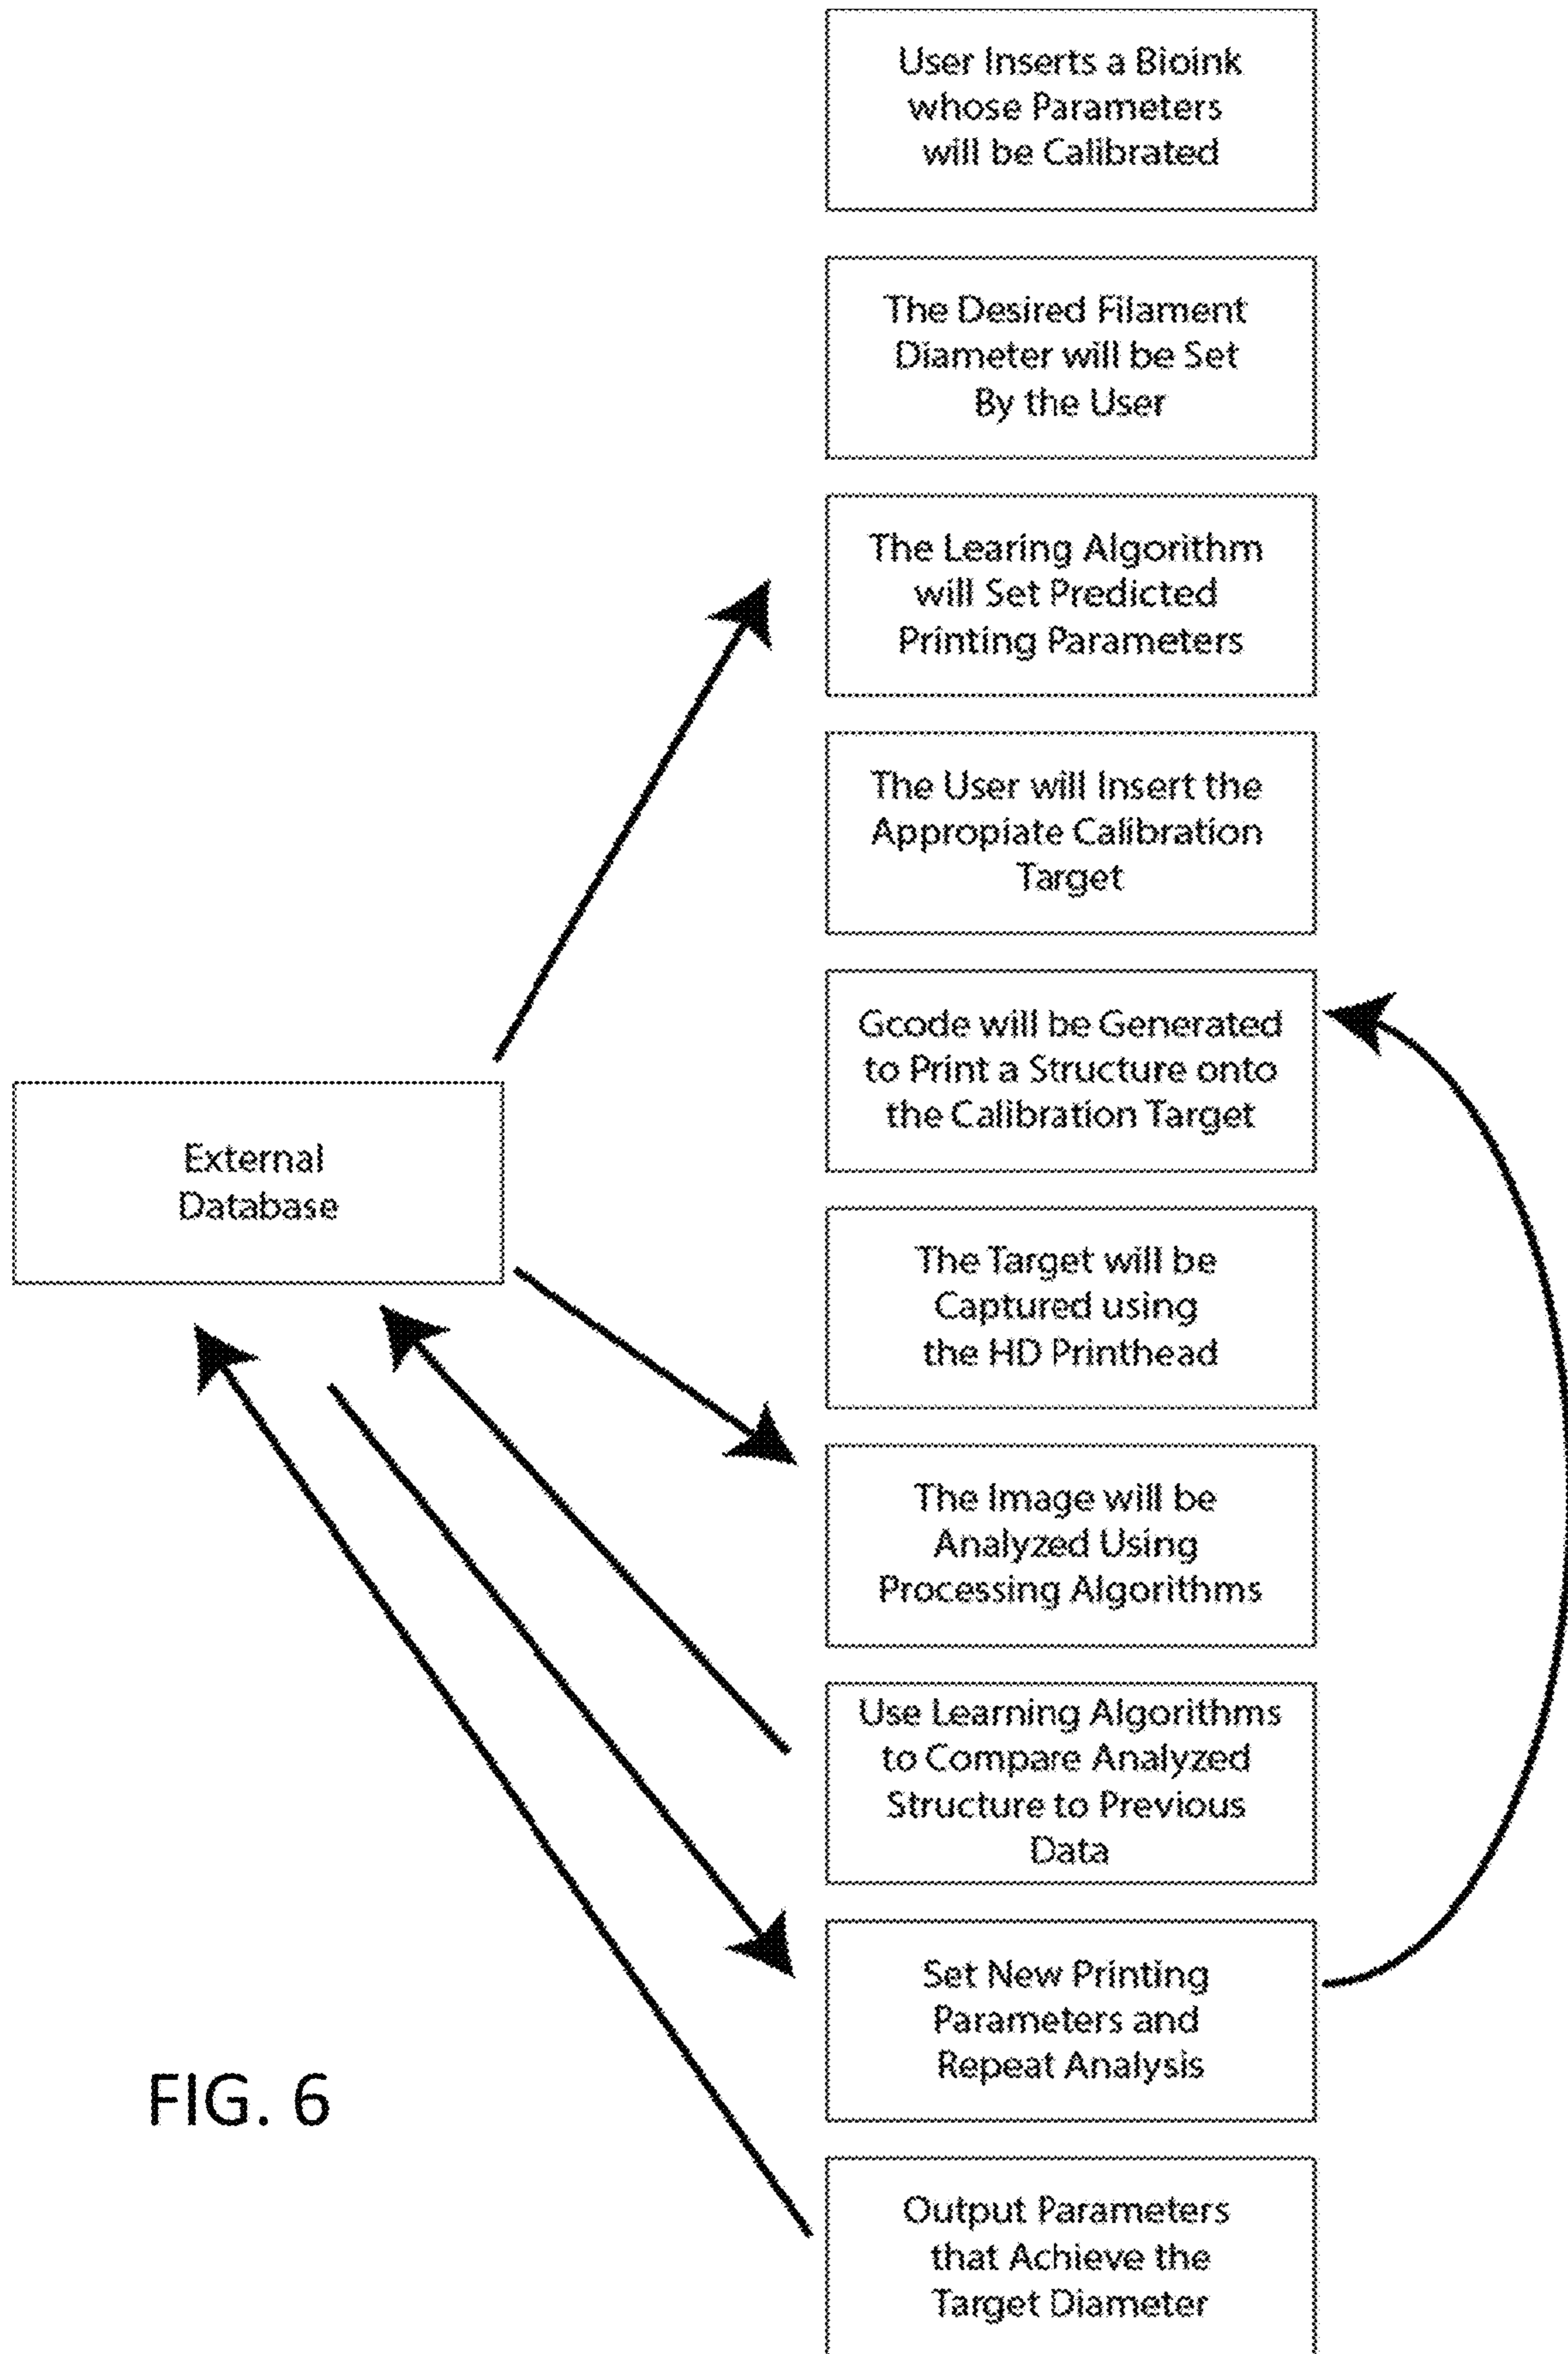 User Inserts a Bioink
whose Parameters
will be Calibrated
The Desired Filament
Diameter will be Set
By the User
The Learing Algorithm
will Set Predicted
Printing Parameters
The User will Insert the
Appropiate Calibration
Target
Gcode will be Generated
to Print a Structure onto
the Calibration Target
External
Database
The Target will be
Captured using
the HD Printhead
The Image will be
Analyzed Using
Processing Algorithms
Use Learning Algorithms
to Compare Analyzed
Structure to Previous
Data
Set New Printing
Parameters and
Repeat Analysis
Output Parameters
that Achieve the
Target Diameter
FIG. 6